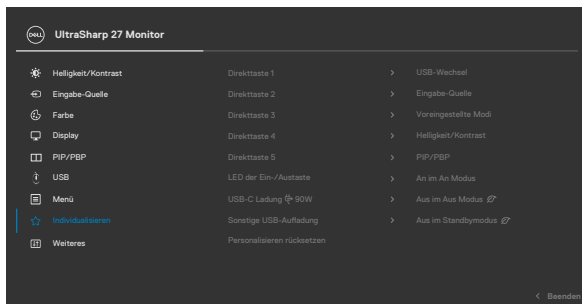 DELL UltraSharp 27 Monitor
Helligkeit/Kontrast Direkttaste 1 > USB-Wechsel
Eingabe-Quelle Direkttaste 2 > Eingabe-Quelle
Farbe Direkttaste 3 > Voreingestellte Modi
Display Direkttaste 4 > Helligkeit/Kontrast
PIP/PBP Direkttaste 5 > PIP/PBP
USB LED der Ein-/Austaste > An im An Modus
Menü USB-C Ladung 90W > Aus im Aus Modus
Individualisieren Sonstige USB-Aufladung > Aus im Standbymodus
Weiteres Personalisieren rücksetzen
< Beenden